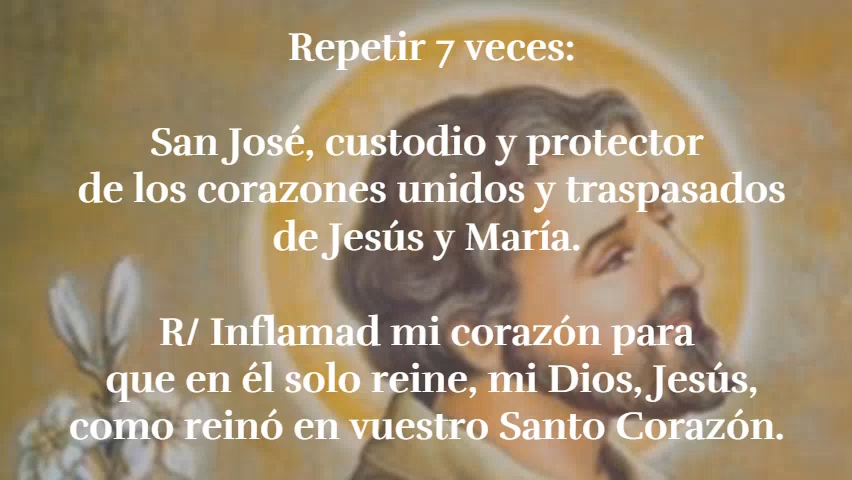 Repetir 7 veces:
San José, custodio y protector
de los corazones unidos y traspasados
de Jesús y María.
R/ Inflamad mi corazón para
que en él solo reine, mi Dios, Jesús,
como reinó en vuestro Santo Corazón.